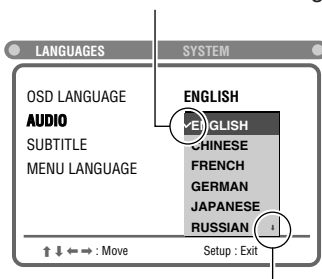 LANGUAGES SYSTEM
OSD LANGUAGE ENGLISH
AUDIO ✓ENGLISH
SUBTITLE CHINESE
MENU LANGUAGE FRENCH
GERMAN
JAPANESE
RUSSIAN ↓
↑ ↓ ← → : Move Setup : Exit